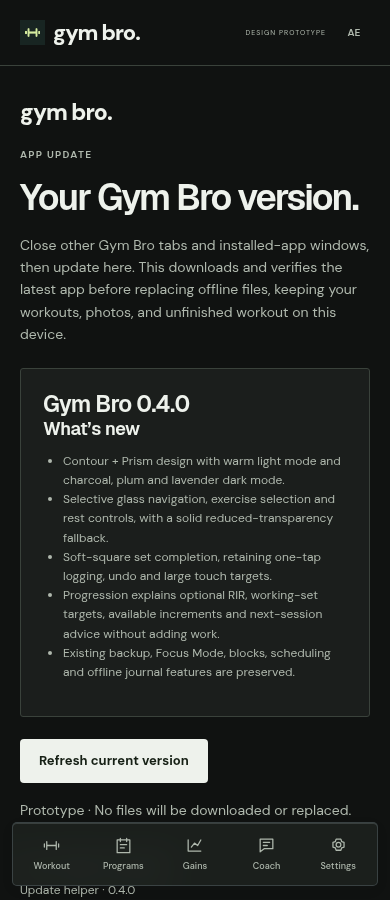 gym bro.
DESIGN PROTOTYPE
AE
gym bro.
APP UPDATE
Your Gym Bro version.
Close other Gym Bro tabs and installed-app windows,
then update here. This downloads and verifies the
latest app before replacing offline files, keeping your
workouts, photos, and unfinished workout on this
device.
Gym Bro 0.4.0
What's new
• Contour + Prism design with warm light mode and
charcoal, plum and lavender dark mode.
• Selective glass navigation, exercise selection and
rest controls, with a solid reduced-transparency
fallback.
• Soft-square set completion, retaining one-tap
logging, undo and large touch targets.
• Progression explains optional RIR, working-set
targets, available increments and next-session
advice without adding work.
• Existing backup, Focus Mode, blocks, scheduling
and offline journal features are preserved.
Refresh current version
Prototype · No files will be downloaded or replaced.
Workout
Programs
Gains
Coach
Settings
Update helper · 0.4.0